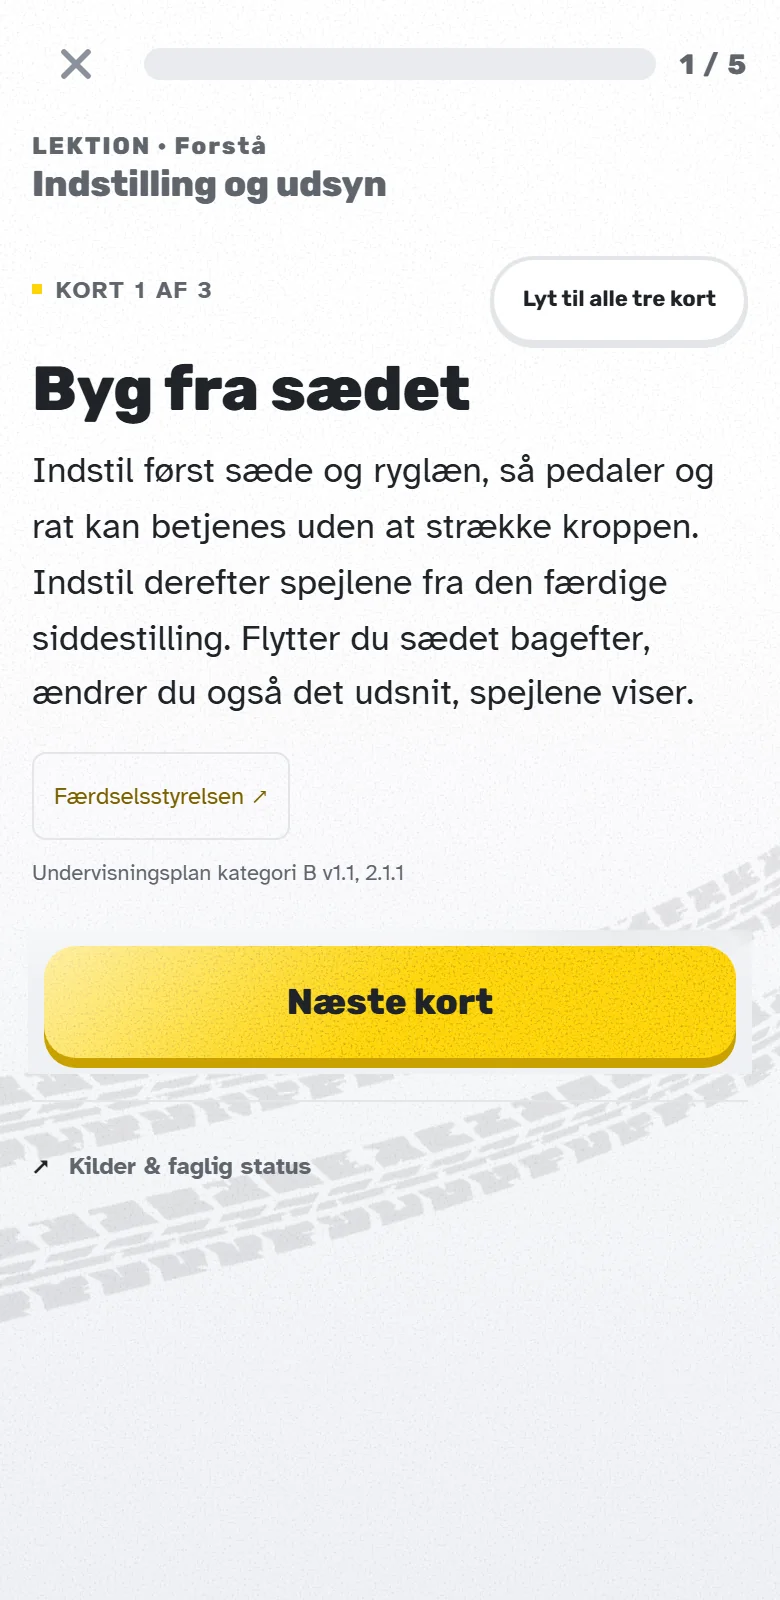 1 / 5
LEKTION • Forstå
Indstilling og udsyn
KORT 1 AF 3
Lyt til alle tre kort
Byg fra sædet
Indstil først sæde og ryglæn, så pedaler og
rat kan betjenes uden at strække kroppen.
Indstil derefter spejlene fra den færdige
siddestilling. Flytter du sædet bagefter,
ændrer du også det udsnit, spejlene viser.
Færdselsstyrelsen ↗
Undervisningsplan kategori B v1.1, 2.1.1
Næste kort
↗ Kilder & faglig status